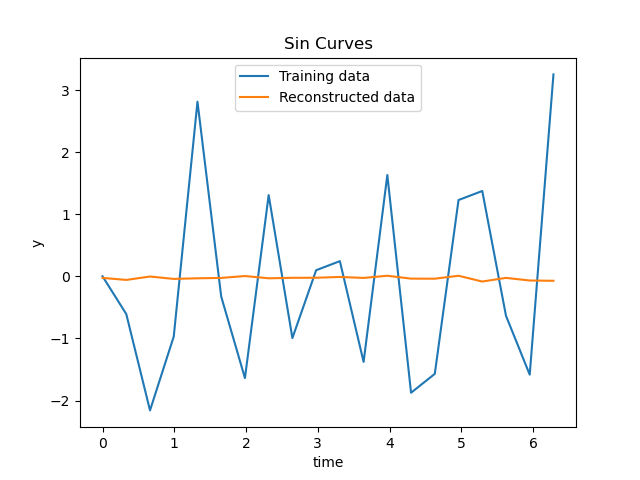 Sin Curves
Training data
Reconstructed data
3
2
1
0
−1
−2
y
0 1 2 3 4 5 6
time